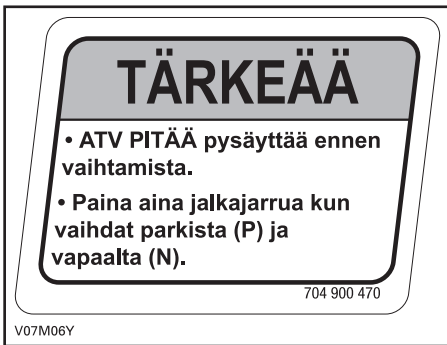 TÄRKEÄÄ
• ATV PITÄÄ pysäyttää ennen
vaihtamista.
• Paina aina jalkajarrua kun
vaihdat parkista (P) ja
vapaalta (N).
704 900 470
V07M06Y